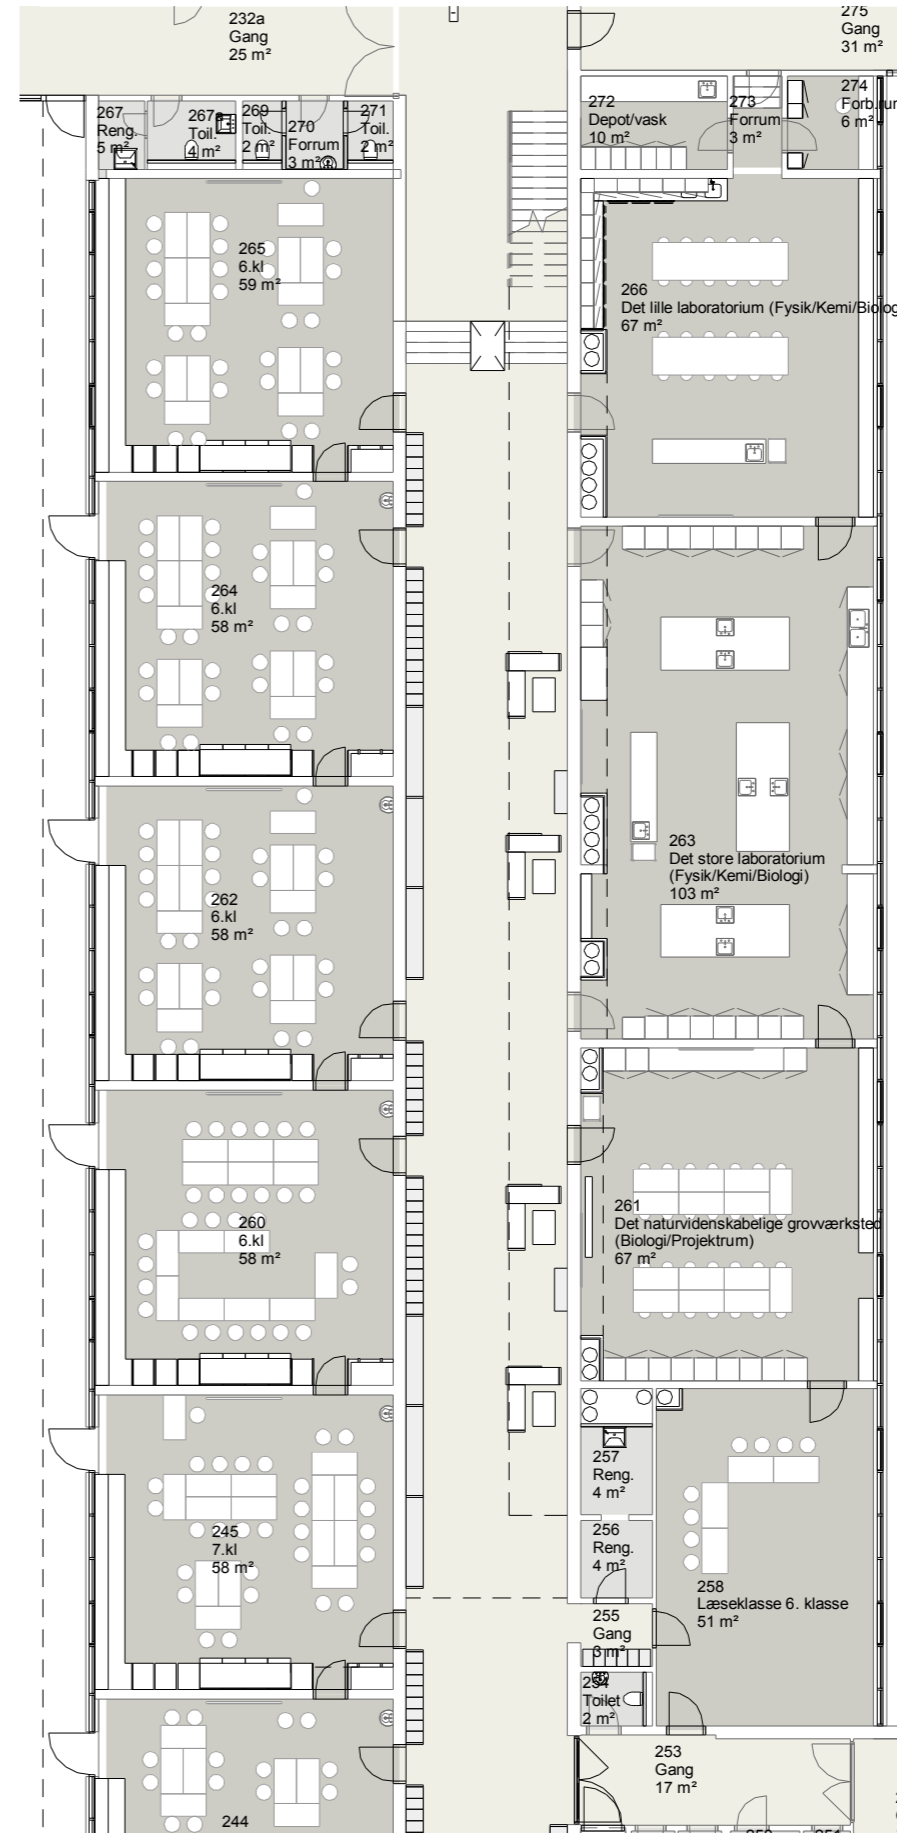 232a
Gang
25 m²
275
Gang
31 m²
267
Reng.
5 m²
267a
Toil.
4 m²
269
Toil.
2 m²
270
Forrum
3 m²
271
Toil.
2 m²
272
Depot/vask
10 m²
273
Forrum
3 m²
274
Forb.rum
6 m²
265
6.kl
59 m²
266
Det lille laboratorium (Fysik/Kemi/Biolog
67 m²
264
6.kl
58 m²
262
6.kl
58 m²
263
Det store laboratorium
(Fysik/Kemi/Biologi)
103 m²
260
6.kl
58 m²
261
Det naturvidenskabelige grovværksted
(Biologi/Projektrum)
67 m²
245
7.kl
58 m²
257
Reng.
4 m²
256
Reng.
4 m²
258
Læseklasse 6. klasse
51 m²
255
Gang
3 m²
254
Toilet
2 m²
253
Gang
17 m²
244